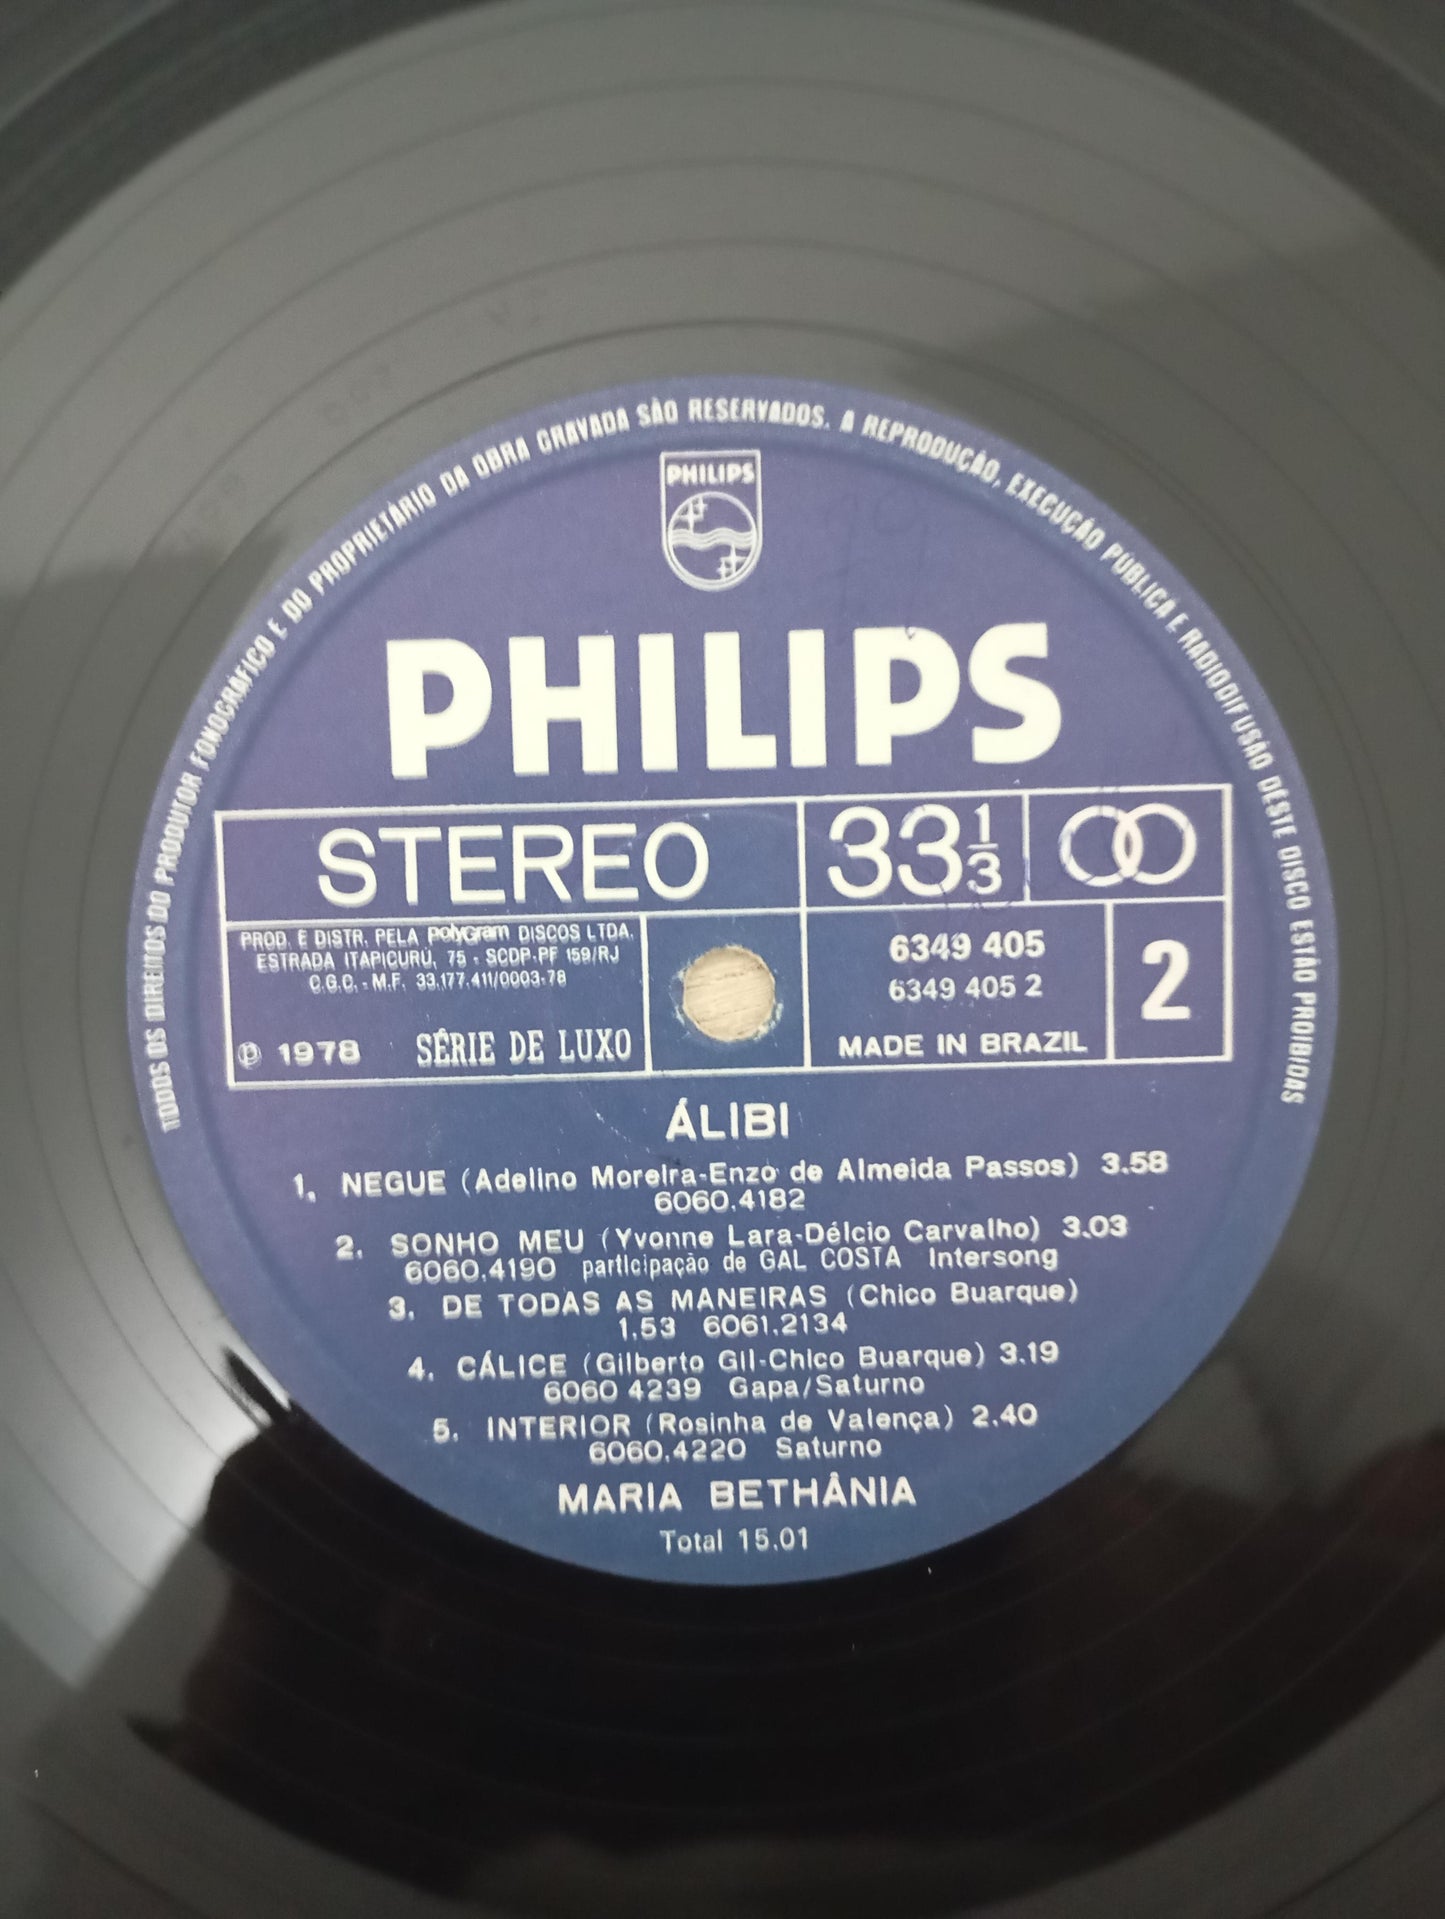 TODOS OS DIREITOS DO PRODUTOR FONOGRÁFICO E DO PROPRIETÁRIO DA OBRA GRAVADA SÃO RESERVADOS. A REPRODUÇÃO, EXECUÇÃO PÚBLICA E RADIODIFUSÃO DESTE DISCO ESTÃO PROIBIDAS
PHILIPS
PHILIPS
STEREO
33 1/3
PROD. E DISTR. PELA PolyGram DISCOS LTDA.
ESTRADA ITAPICURU, 75 - SCDP-PF 159/RJ
C.G.C. - M.F. 33.177.411/0003-78
℗ 1978 SÉRIE DE LUXO
6349 405
6349 405 2
MADE IN BRAZIL
2
ÁLIBI
1. NEGUE (Adelino Moreira-Enzo de Almeida Passos) 3.58
6060.4182
2. SONHO MEU (Yvonne Lara-Délcio Carvalho) 3.03
6060.4190 participação de GAL COSTA Intersong
3. DE TODAS AS MANEIRAS (Chico Buarque)
1.53 6061.2134
4. CÁLICE (Gilberto Gil-Chico Buarque) 3.19
6060 4239 Gapa/Saturno
5. INTERIOR (Rosinha de Valença) 2.40
6060.4220 Saturno
MARIA BETHÂNIA
Total 15.01